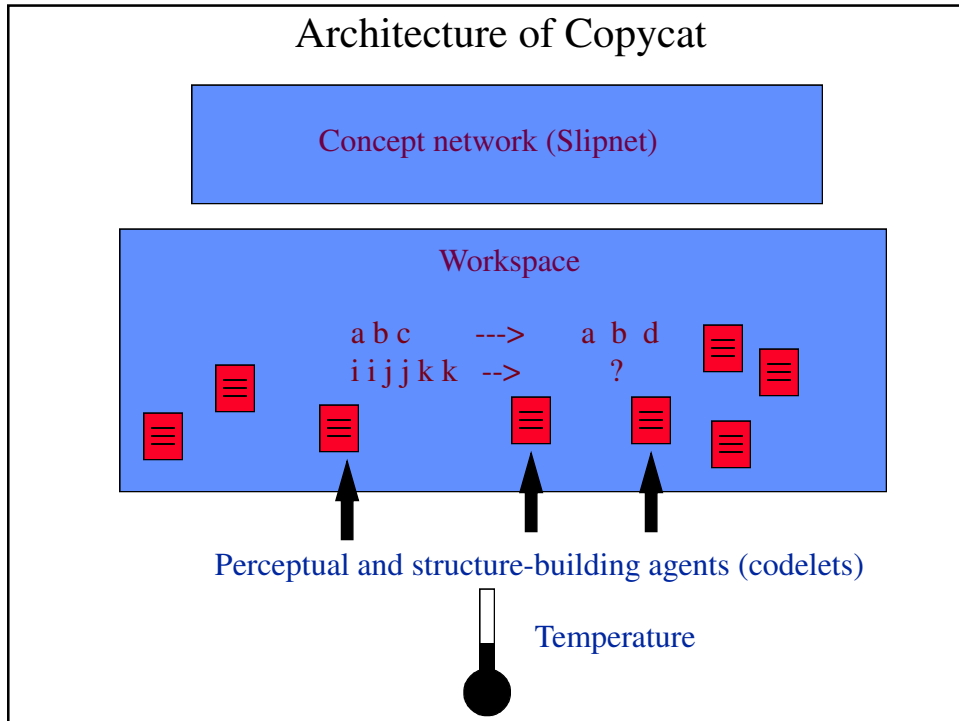 Architecture of Copycat
Concept network (Slipnet)
Workspace
a b c ---> a b d
i i j j k k --> ?
Perceptual and structure-building agents (codelets)
Temperature